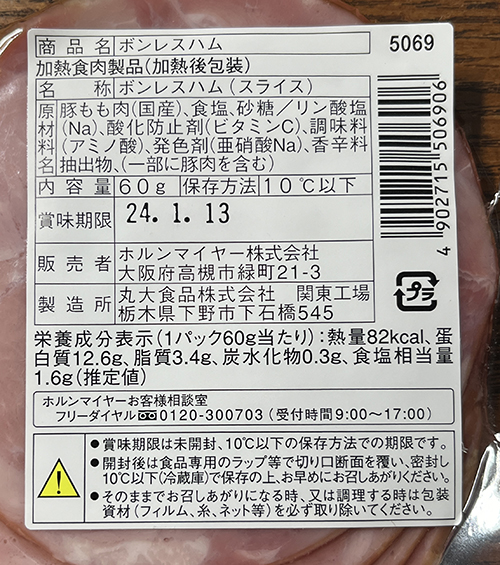 商品名 ボンレスハム 5069
加熱食肉製品(加熱後包装)
名称 ボンレスハム(スライス)
原材料名 豚もも肉(国産)、食塩、砂糖／リン酸塩
(Na)、酸化防止剤(ビタミンC)、調味料
(アミノ酸)、発色剤(亜硝酸Na)、香辛料
抽出物、(一部に豚肉を含む)
内容量 60g 保存方法 10℃以下
賞味期限 24.1.13
販売者 ホルンマイヤー株式会社
大阪府高槻市緑町21-3
製造所 丸大食品株式会社 関東工場
栃木県下野市下石橋545
4 902715 506906
プラ
栄養成分表示(1パック60g当たり):熱量82kcal、蛋
白質12.6g、脂質3.4g、炭水化物0.3g、食塩相当量
1.6g(推定値)
ホルンマイヤーお客様相談室
フリーダイヤル 0120-300703 (受付時間9:00~17:00)
●賞味期限は未開封、10℃以下の保存方法での期限です。
●開封後は食品専用のラップ等で切り口断面を覆い、密封し
10℃以下(冷蔵庫)で保存の上、お早めにお召しあがりください。
●そのままでお召しあがりになる時、又は調理する時は包装
資材(フィルム、糸、ネット等)を必ず取り除いてください。